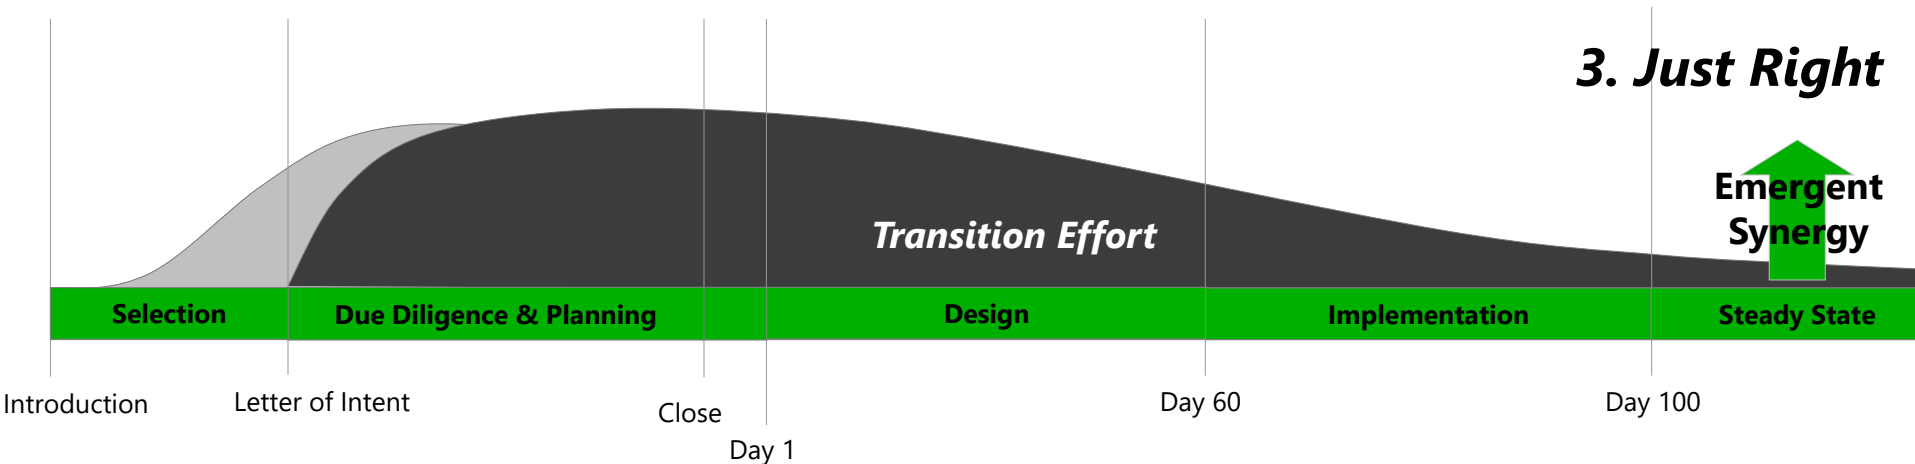 3. Just Right
Emergent
Synergy
Transition Effort
Selection
Due Diligence & Planning
Design
Implementation
Steady State
Introduction
Letter of Intent
Close
Day 1
Day 60
Day 100